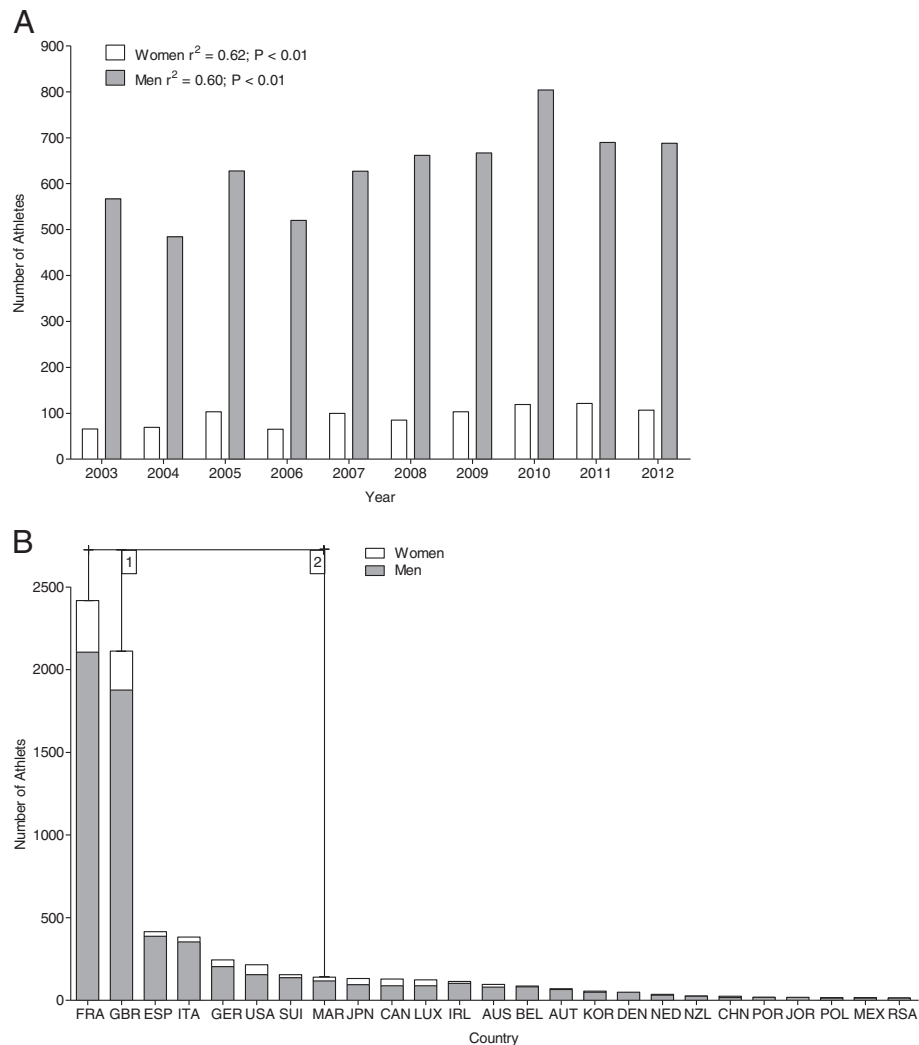 A
900
800
700
600
500
400
300
200
100
0
Number of Athletes
Women r² = 0.62; P < 0.01
Men r² = 0.60; P < 0.01
2003 2004 2005 2006 2007 2008 2009 2010 2011 2012
Year
B
1 2
Women
Men
2500
2000
1500
1000
500
0
Number of Athlets
FRA GBR ESP ITA GER USA SUI MAR JPN CAN LUX IRL AUS BEL AUT KOR DEN NED NZL CHN POR JOR POL MEX RSA
Country